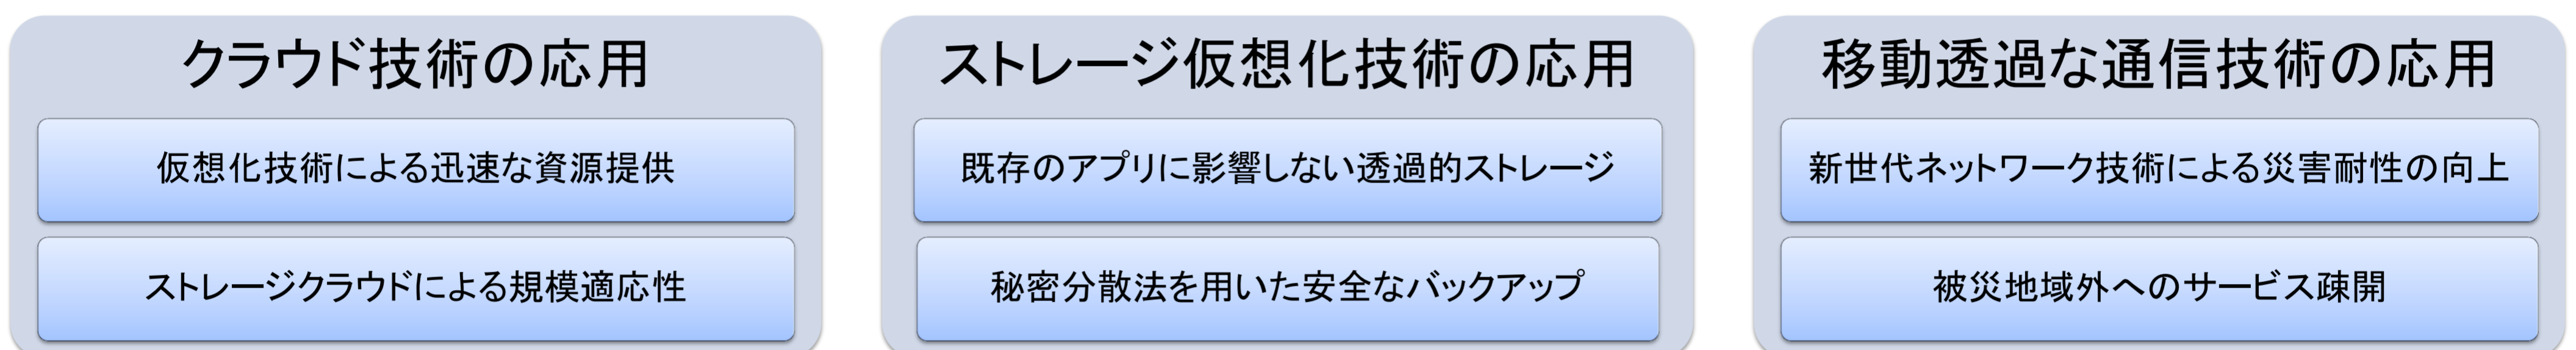 クラウド技術の応用
仮想化技術による迅速な資源提供
ストレージクラウドによる規模適応性
ストレージ仮想化技術の応用
既存のアプリに影響しない透過的ストレージ
秘密分散法を用いた安全なバックアップ
移動透過な通信技術の応用
新世代ネットワーク技術による災害耐性の向上
被災地域外へのサービス疎開